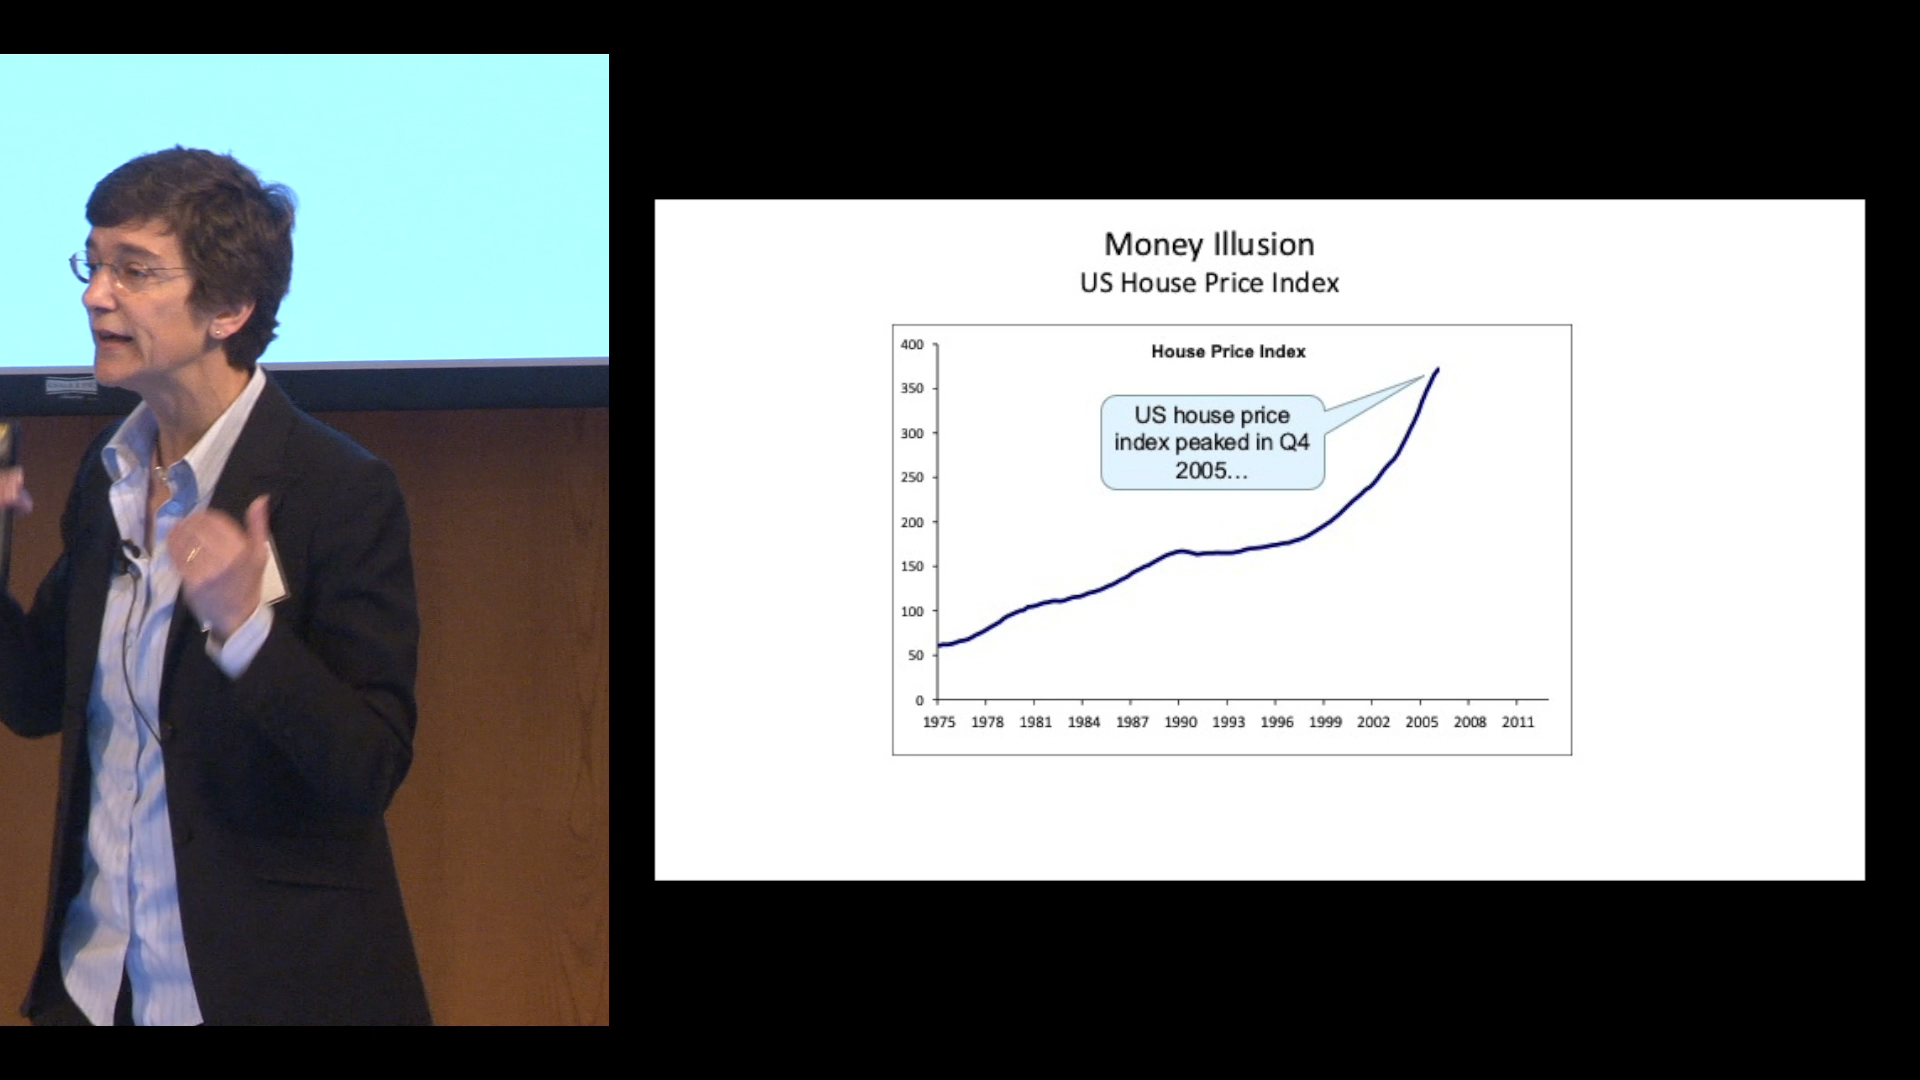 Money Illusion
US House Price Index
House Price Index
400
350
300
250
200
150
100
50
0
US house price
index peaked in Q4
2005...
1975 1978 1981 1984 1987 1990 1993 1996 1999 2002 2005 2008 2011